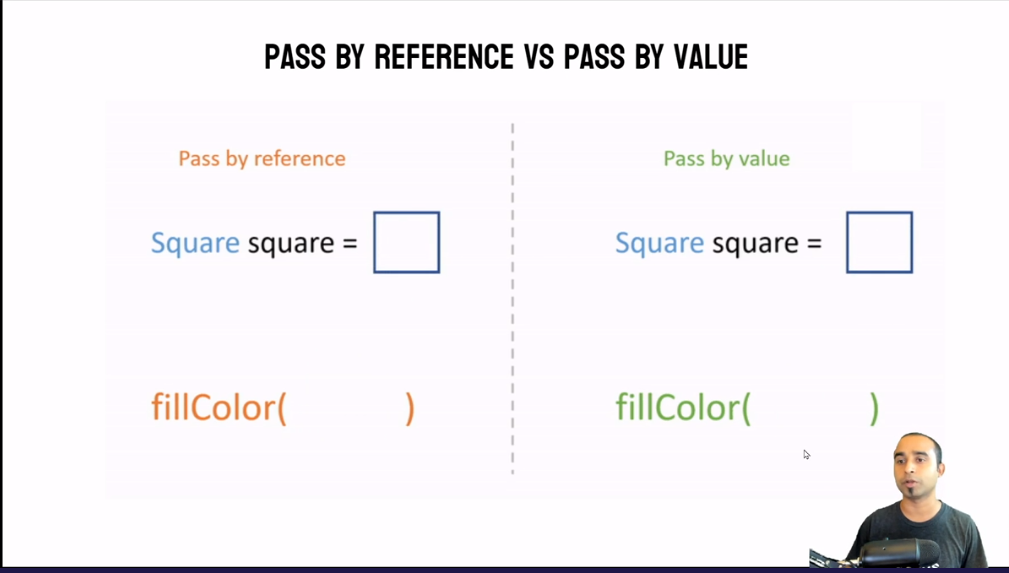 PASS BY REFERENCE VS PASS BY VALUE
Pass by reference
Square square =
fillColor( )
Pass by value
Square square =
fillColor( )